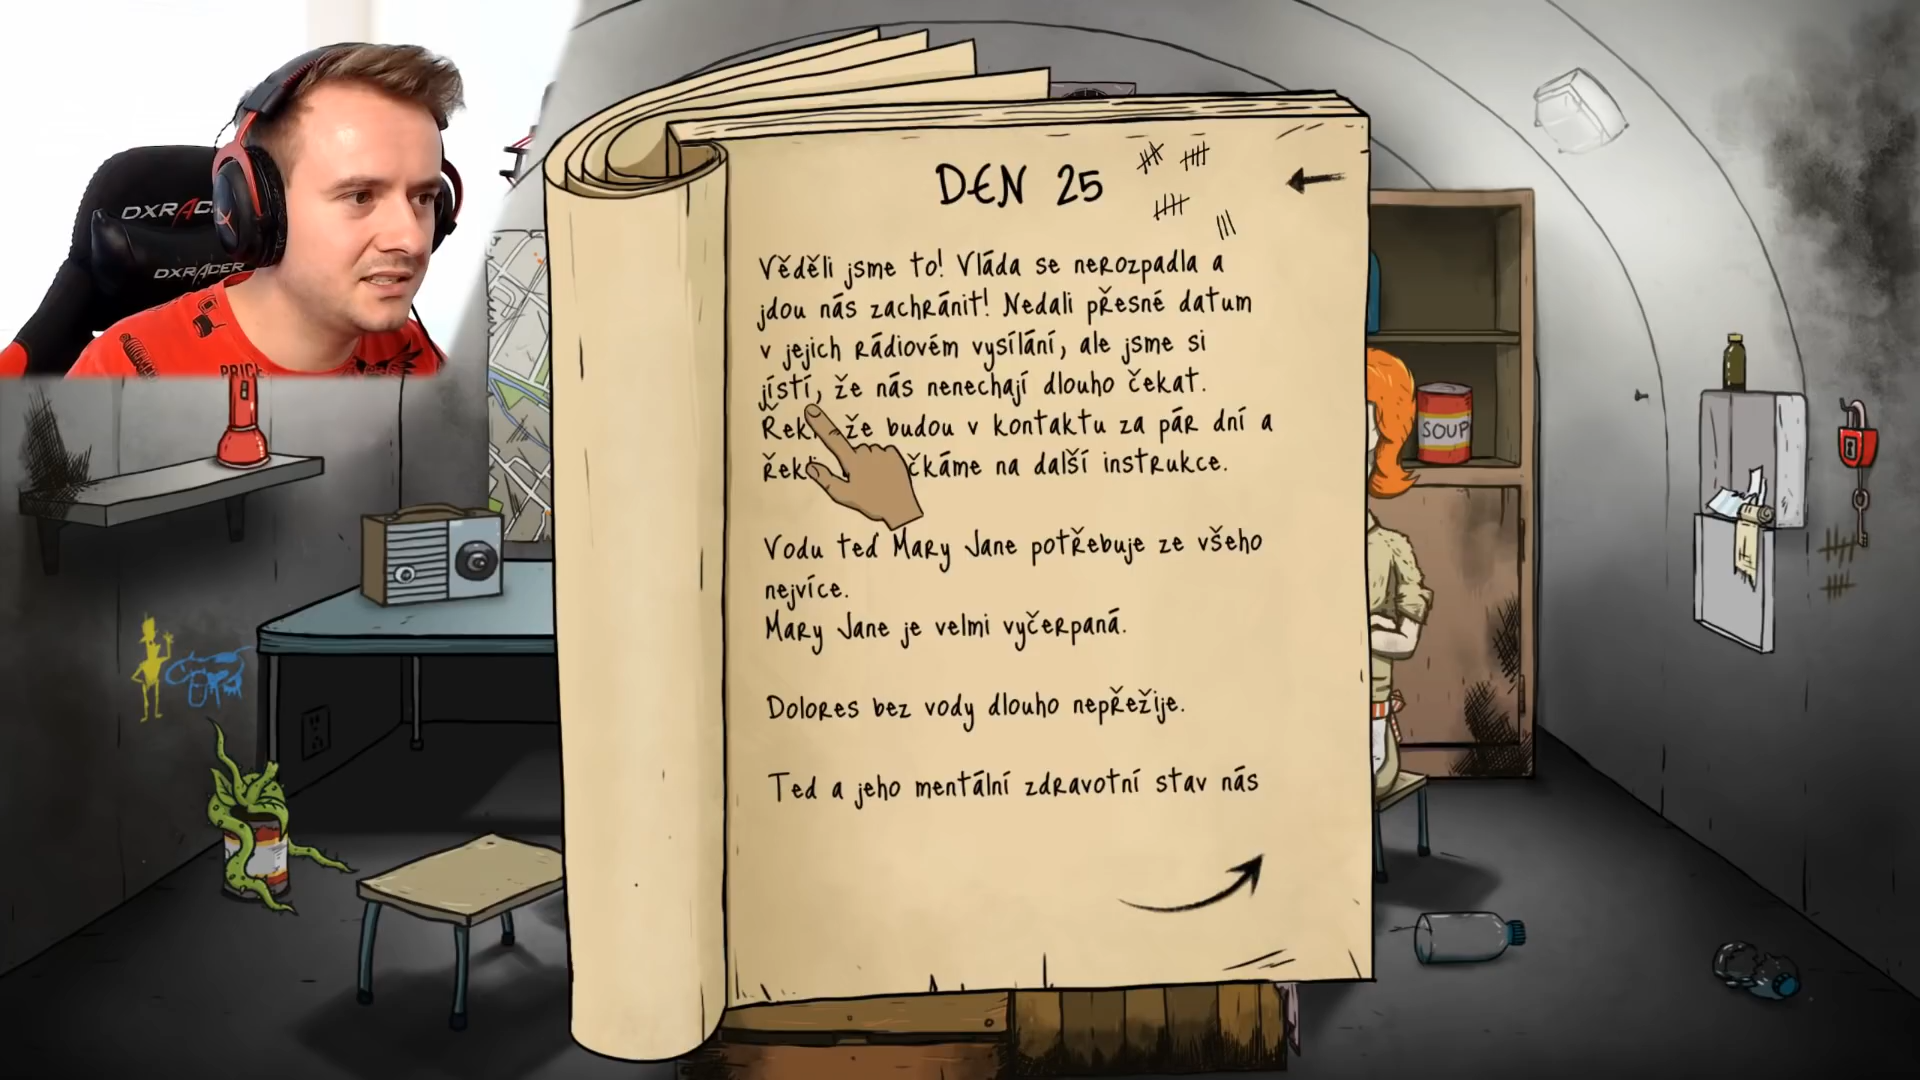 DXRAC
DXRACER
PRICE
DEN 25
Věděli jsme to! Vláda se nerozpadla a
jdou nás zachránit! Nedali přesné datum
v jejich rádiovém vysílání, ale jsme si
jístí, že nás nenechají dlouho čekat.
že budou v kontaktu za pár dní a
na další instrukce.
Vodu teď Mary Jane potřebuje ze všeho
nejvíce.
Mary Jane je velmi vyčerpaná.
Dolores bez vody dlouho nepřežije.
Ted a jeho mentální zdravotní stav nás
SOUP